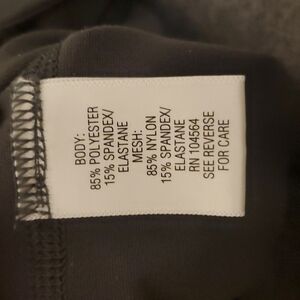 BODY:
85% POLYESTER
15% SPANDEX/
ELASTANE
MESH:
85% NYLON
15% SPANDEX/
ELASTANE
RN 104564
SEE REVERSE
FOR CARE